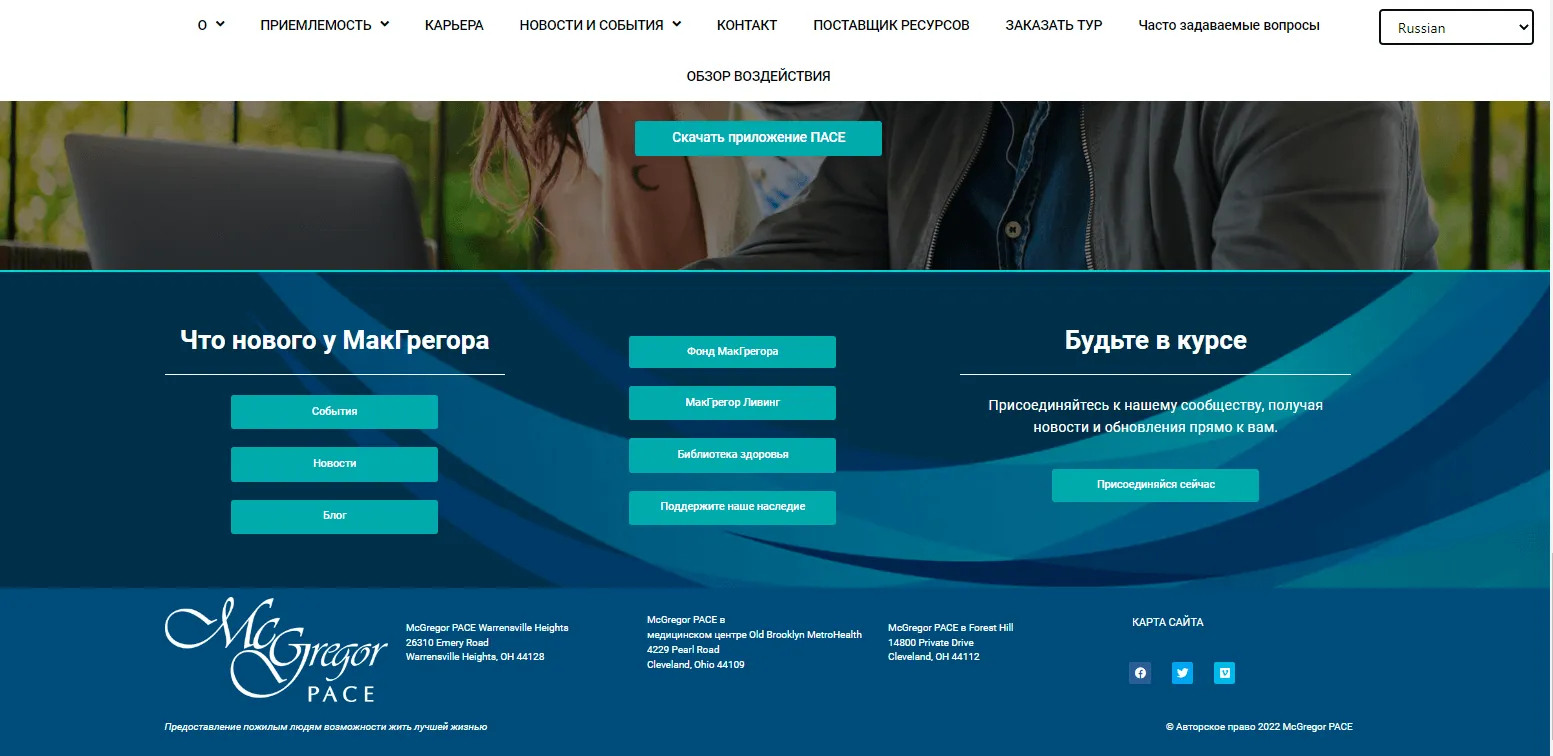 О
ПРИЕМЛЕМОСТЬ
КАРЬЕРА
НОВОСТИ И СОБЫТИЯ
КОНТАКТ
ПОСТАВЩИК РЕСУРСОВ
ЗАКАЗАТЬ ТУР
Часто задаваемые вопросы
Russian
ОБЗОР ВОЗДЕЙСТВИЯ
Скачать приложение ПАСЕ
Что нового у МакГрегора
События
Новости
Блог
Фонд МакГрегора
МакГрегор Ливинг
Библиотека здоровья
Поддержите наше наследие
Будьте в курсе
Присоединяйтесь к нашему сообществу, получая
новости и обновления прямо к вам.
Присоединяйся сейчас
McGregor
PACE
McGregor PACE Warrensville Heights
26310 Emery Road
Warrensville Heights, OH 44128
McGregor PACE в
медицинском центре Old Brooklyn MetroHealth
4229 Pearl Road
Cleveland, Ohio 44109
McGregor PACE в Forest Hill
14800 Private Drive
Cleveland, OH 44112
КАРТА САЙТА
Предоставление пожилым людям возможности жить лучшей жизнью
© Авторское право 2022 McGregor PACE